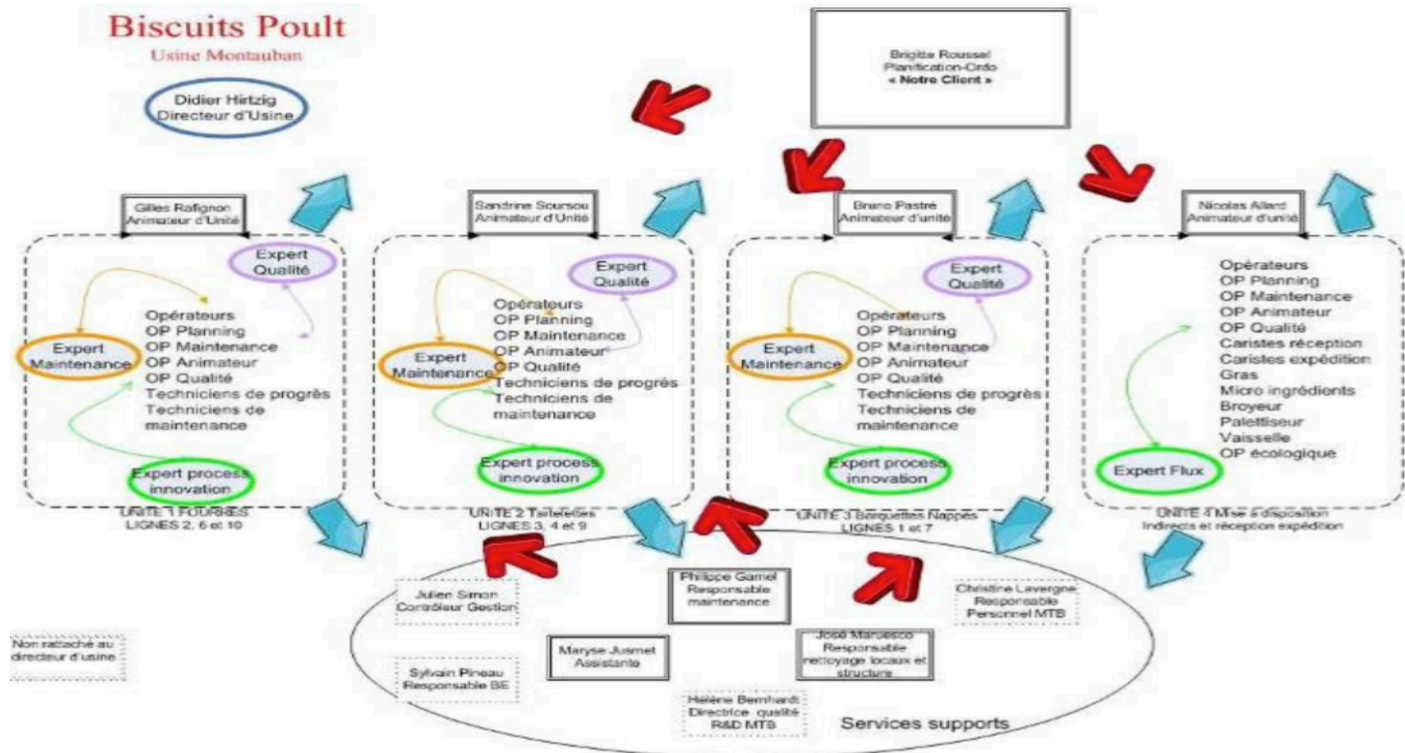 Biscuits Poult
Usine Montauban
Didier Hirtzig
Directeur d'Usine
Brigitte Roussel
Planification-Ordo
« Notre Client »
Gilles Rafignon
Animateur d'Unité
Sandrine Soursou
Animateur d'Unité
Bruno Pastré
Animateur d'unité
Nicolas Allard
Animateur d'unité
Expert
Qualité
Opérateurs
OP Planning
OP Maintenance
OP Animateur
OP Qualité
Techniciens de progrès
Techniciens de
maintenance
Expert
Maintenance
Expert process
innovation
UNITE 1 FOURRES
LIGNES 2, 6 et 10
Expert
Qualité
Opérateurs
OP Planning
OP Maintenance
OP Animateur
OP Qualité
Techniciens de progrès
Techniciens de
maintenance
Expert
Maintenance
Expert process
innovation
UNITE 2 Tartelettes
LIGNES 3, 4 et 9
Expert
Qualité
Opérateurs
OP Planning
OP Maintenance
OP Animateur
OP Qualité
Techniciens de progrès
Techniciens de
maintenance
Expert
Maintenance
Expert process
innovation
UNITE 3 Barquettes Nappés
LIGNES 1 et 7
Opérateurs
OP Planning
OP Maintenance
OP Animateur
OP Qualité
Caristes réception
Caristes expédition
Gras
Micro ingrédients
Broyeur
Palettiseur
Vaisselle
OP écologique
Expert Flux
UNITE 4 Mise à disposition
Indirects et réception expédition
Julien Simon
Contrôleur Gestion
Philippe Gamel
Responsable
maintenance
Christine Lavergne
Responsable
Personnel MTB
Non rattaché au
directeur d'usine
Maryse Jusmet
Assistante
José Maruesco
Responsable
nettoyage locaux et
structure
Sylvain Pineau
Responsable BE
Hélène Bernhardt
Directrice qualité
R&D MTB
Services supports